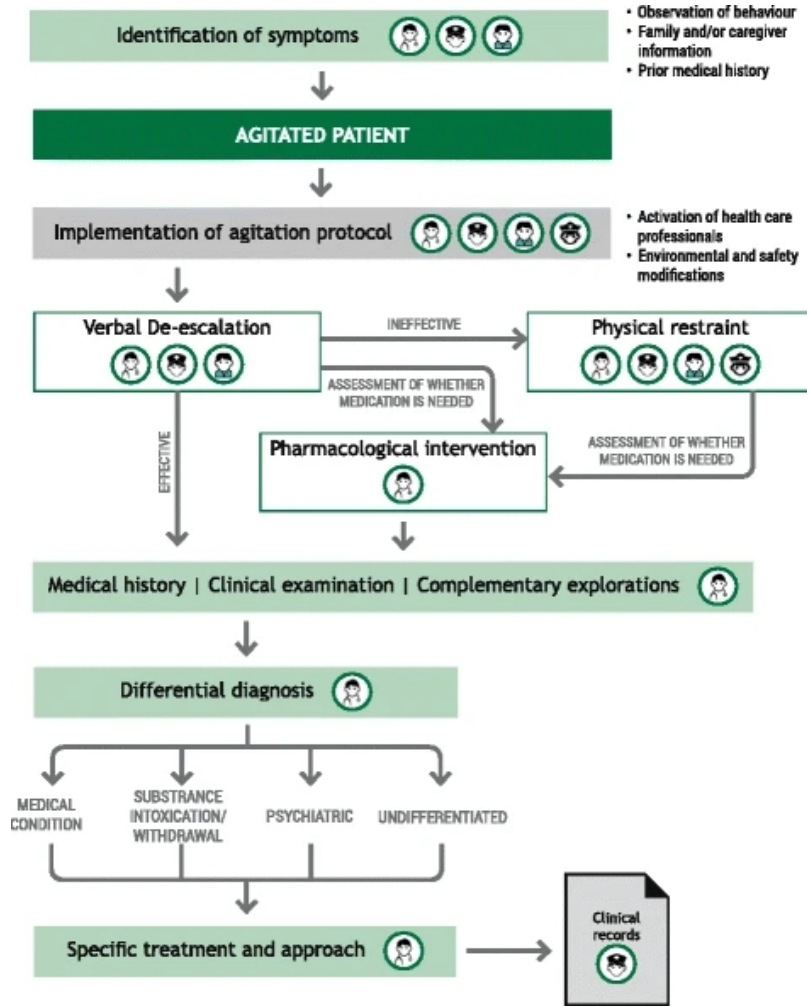 Identification of symptoms
• Observation of behaviour
• Family and/or caregiver
information
• Prior medical history
AGITATED PATIENT
Implementation of agitation protocol
• Activation of health care
professionals
• Environmental and safety
modifications
Verbal De-escalation
INEFFECTIVE
Physical restraint
ASSESSMENT OF WHETHER
MEDICATION IS NEEDED
EFFECTIVE
Pharmacological intervention
ASSESSMENT OF WHETHER
MEDICATION IS NEEDED
Medical history | Clinical examination | Complementary explorations
Differential diagnosis
MEDICAL
CONDITION
SUBSTRANCE
INTOXICATION/
WITHDRAWAL
PSYCHIATRIC
UNDIFFERENTIATED
Specific treatment and approach
Clinical
records